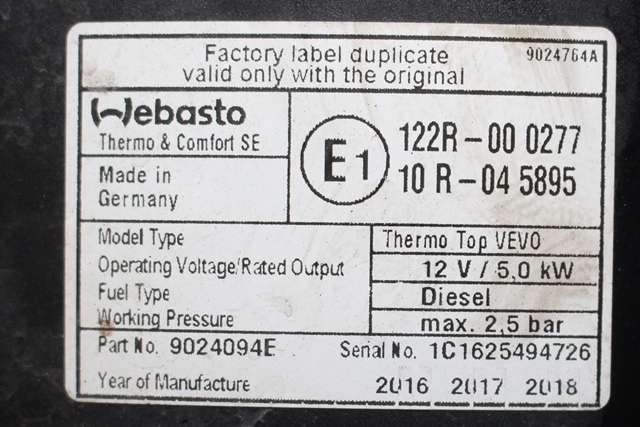 Factory label duplicate
valid only with the original
9024764A
Webasto
Thermo & Comfort SE
Made in
Germany
E1
122R-00 0277
10 R-04 5895
Model Type Thermo Top VEVO
Operating Voltage/Rated Output 12 V / 5,0 kW
Fuel Type Diesel
Working Pressure max. 2,5 bar
Part No. 9024094E Serial No. 1C1625494726
Year of Manufacture 2016 2017 2018